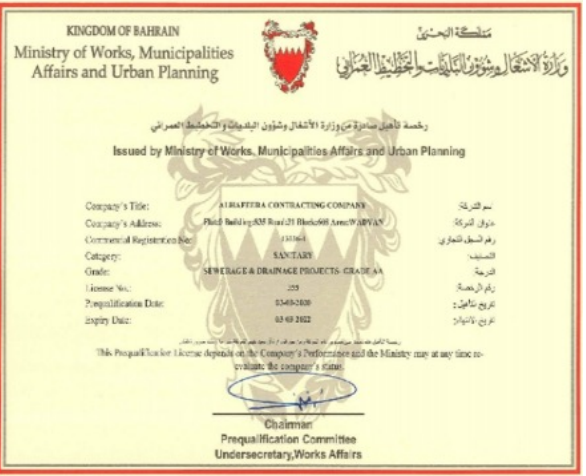 KINGDOM OF BAHRAIN
Ministry of Works, Municipalities
Affairs and Urban Planning
مملكة البحرين
وزارة الأشغال وشؤون البلديات والتخطيط العمراني
رخصة تأهيل صادرة من وزارة الأشغال وشؤون البلديات والتخطيط العمراني
Issued by Ministry of Works, Municipalities Affairs and Urban Planning
Company's Title: ALHAFEERA CONTRACTING COMPANY اسم الشركة:
Company's Address: Building:835 Area:WADYAN عنوان الشركة:
Commercial Registration No: رقم السجل التجاري:
Category: SANITARY التصنيف:
Grade: SEWERAGE & DRAINAGE PROJECTS- GRADE AA الدرجة:
License No.: رقم الرخصة:
Prequalification Date: 03-03-2020 تاريخ التأهيل:
Expiry Date: 03-03-2022 تاريخ الانتهاء:
This Prequalification License depends on the Company's Performance and the Ministry may at any time re-
evaluate the company's status.
Chairman
Prequalification Committee
Undersecretary,Works Affairs